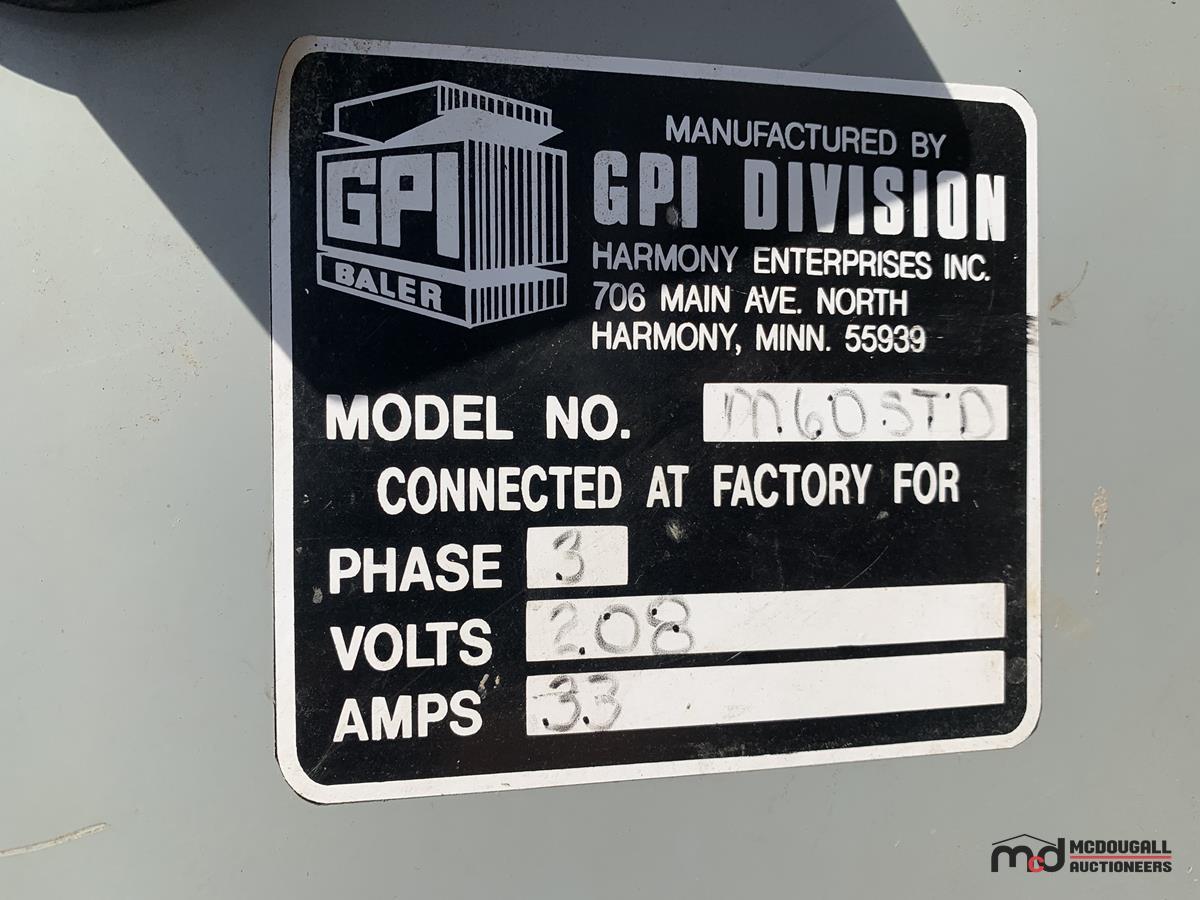 GPI
BALER
MANUFACTURED BY
GPI DIVISION
HARMONY ENTERPRISES INC.
706 MAIN AVE. NORTH
HARMONY, MINN. 55939
MODEL NO. M60STD
CONNECTED AT FACTORY FOR
PHASE 3
VOLTS 208
AMPS 33
mcd MCDOUGALL
AUCTIONEERS